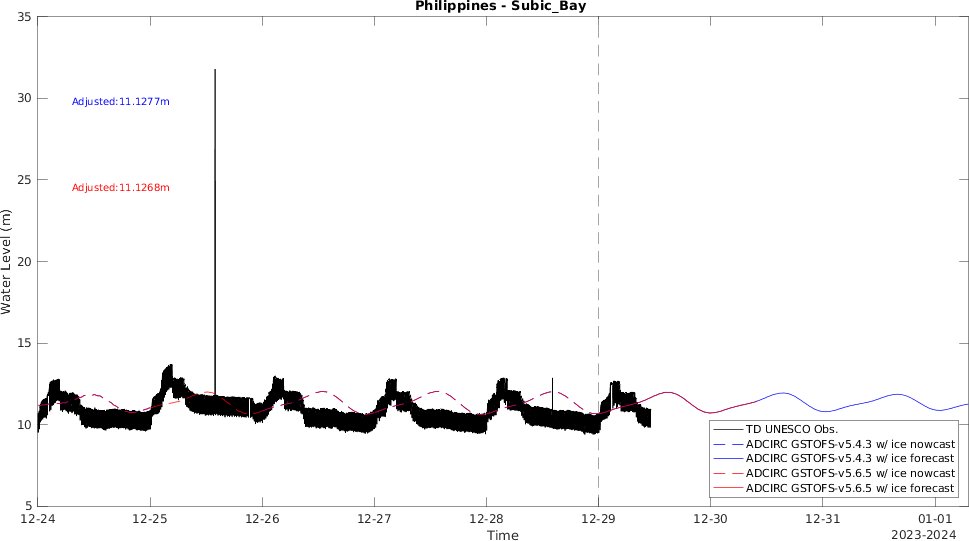 Philippines - Subic_Bay
35
30
25
20
15
10
5
Water Level (m)
Adjusted:11.1277m
Adjusted:11.1268m
TD UNESCO Obs.
ADCIRC GSTOFS-v5.4.3 w/ ice nowcast
ADCIRC GSTOFS-v5.4.3 w/ ice forecast
ADCIRC GSTOFS-v5.6.5 w/ ice nowcast
ADCIRC GSTOFS-v5.6.5 w/ ice forecast
12-24 12-25 12-26 12-27 12-28 12-29 12-30 12-31 01-01
Time
2023-2024